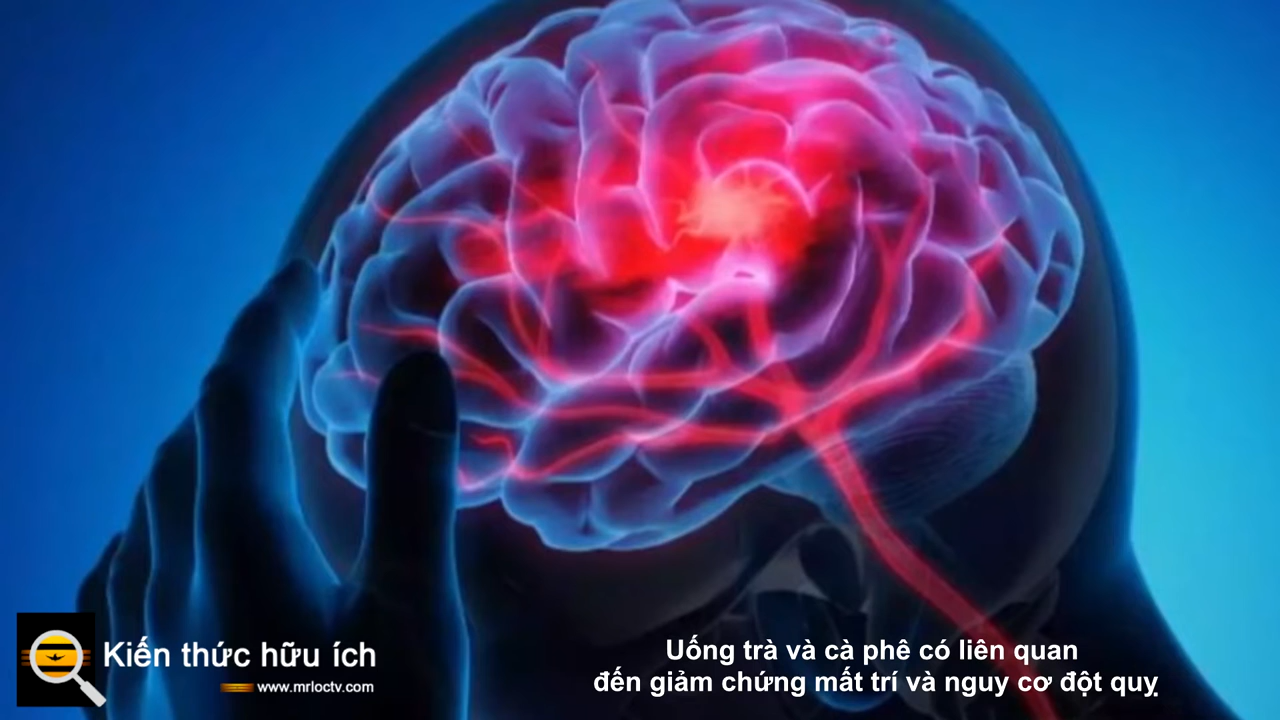 Kiến thức hữu ích
www.mrloctv.com
Uống trà và cà phê có liên quan
đến giảm chứng mất trí và nguy cơ đột quỵ